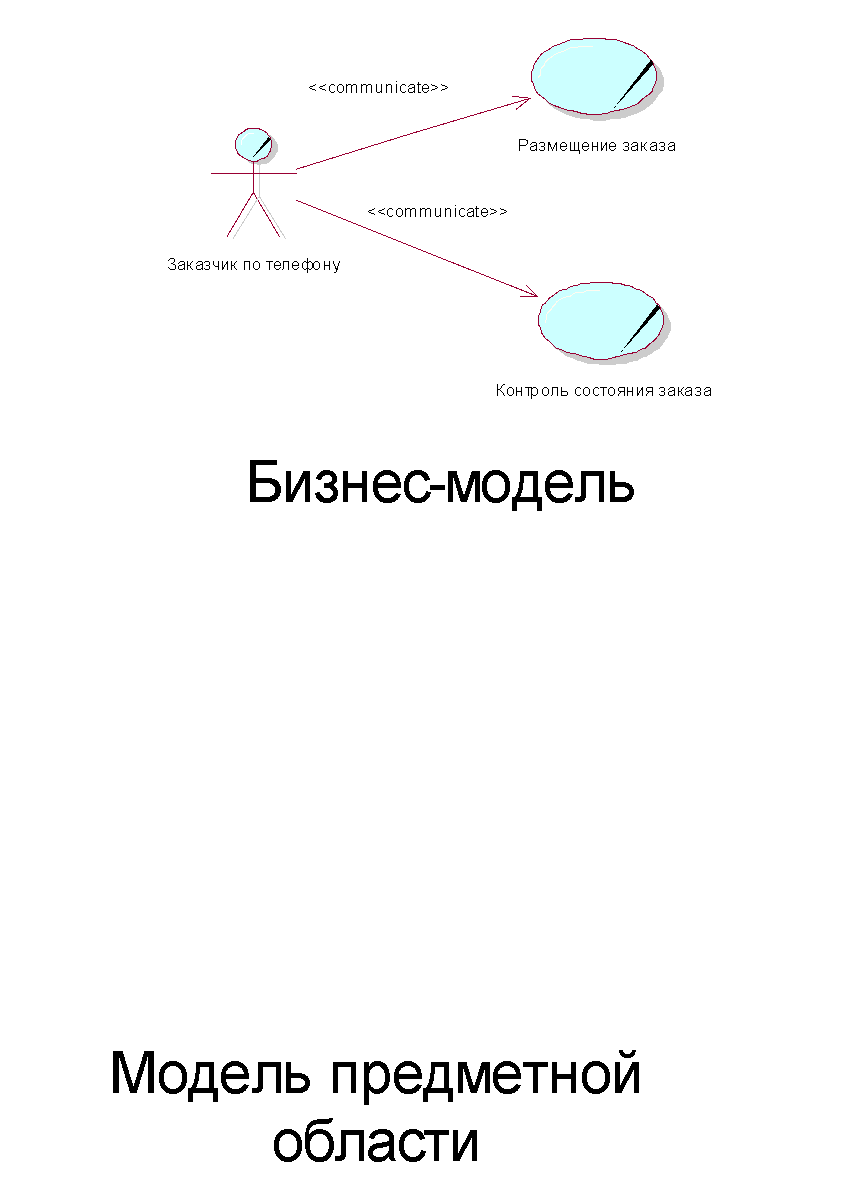 <<communicate>>
Размещение заказа
<<communicate>>
Заказчик по телефону
Контроль состояния заказа
Бизнес-модель
Модель предметной
области